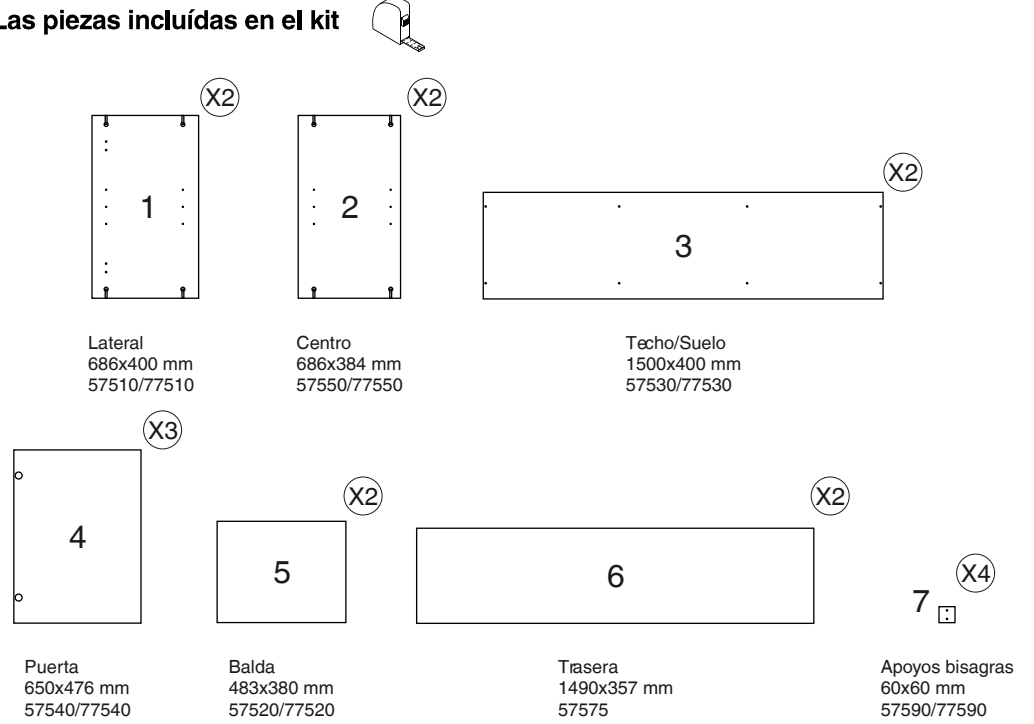 Las piezas incluídas en el kit
X2
X2
X2
1
2
3
Lateral
686x400 mm
57510/77510
Centro
686x384 mm
57550/77550
Techo/Suelo
1500x400 mm
57530/77530
X3
X2
X2
X4
4
5
6
7
Puerta
650x476 mm
57540/77540
Balda
483x380 mm
57520/77520
Trasera
1490x357 mm
57575
Apoyos bisagras
60x60 mm
57590/77590